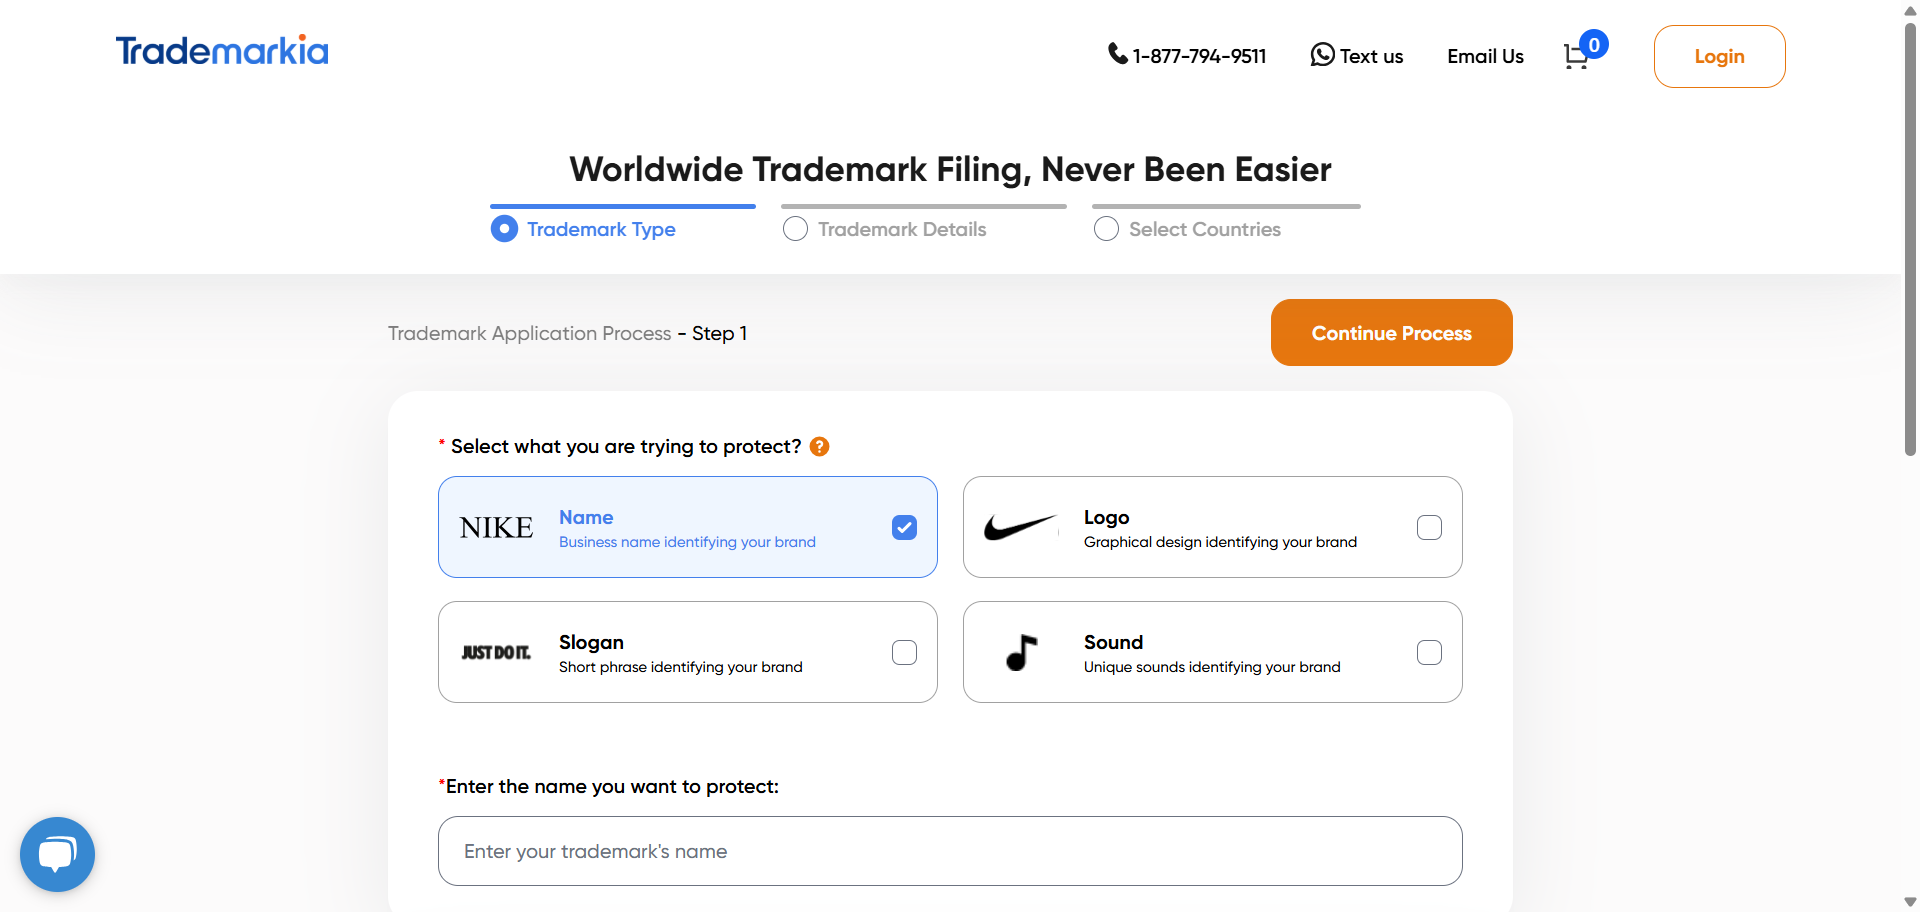 Trademarkia
1-877-794-9511
Text us
Email Us
0
Login
Worldwide Trademark Filing, Never Been Easier
Trademark Type
Trademark Details
Select Countries
Trademark Application Process - Step 1
Continue Process
* Select what you are trying to protect? ?
NIKE
Name
Business name identifying your brand
Logo
Graphical design identifying your brand
JUST DO IT.
Slogan
Short phrase identifying your brand
Sound
Unique sounds identifying your brand
*Enter the name you want to protect:
Enter your trademark's name